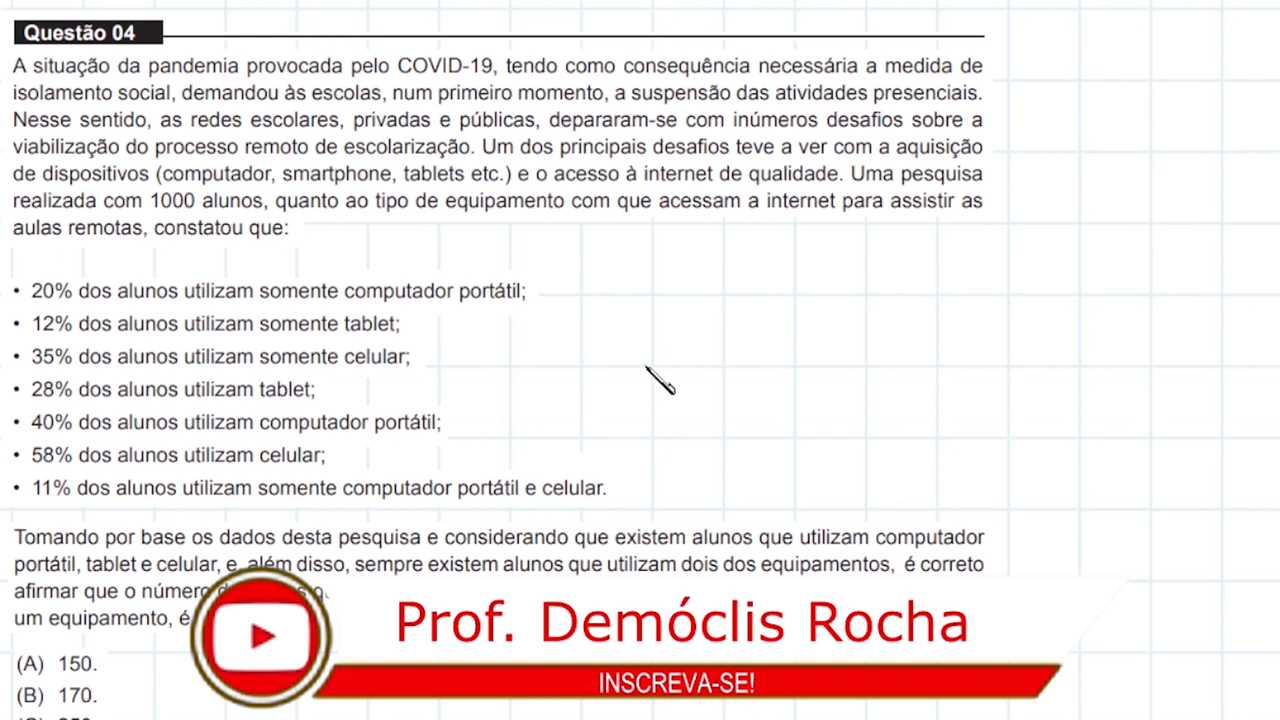 Questão 04
A situação da pandemia provocada pelo COVID-19, tendo como consequência necessária a medida de
isolamento social, demandou às escolas, num primeiro momento, a suspensão das atividades presenciais.
Nesse sentido, as redes escolares, privadas e públicas, depararam-se com inúmeros desafios sobre a
viabilização do processo remoto de escolarização. Um dos principais desafios teve a ver com a aquisição
de dispositivos (computador, smartphone, tablets etc.) e o acesso à internet de qualidade. Uma pesquisa
realizada com 1000 alunos, quanto ao tipo de equipamento com que acessam a internet para assistir as
aulas remotas, constatou que:
• 20% dos alunos utilizam somente computador portátil;
• 12% dos alunos utilizam somente tablet;
• 35% dos alunos utilizam somente celular;
• 28% dos alunos utilizam tablet;
• 40% dos alunos utilizam computador portátil;
• 58% dos alunos utilizam celular;
• 11% dos alunos utilizam somente computador portátil e celular.
Tomando por base os dados desta pesquisa e considerando que existem alunos que utilizam computador
portátil, tablet e celular, e, além disso, sempre existem alunos que utilizam dois dos equipamentos, é correto
afirmar que o número
um equipamento, é
(A) 150.
(B) 170.
Prof. Demóclis Rocha
INSCREVA-SE!